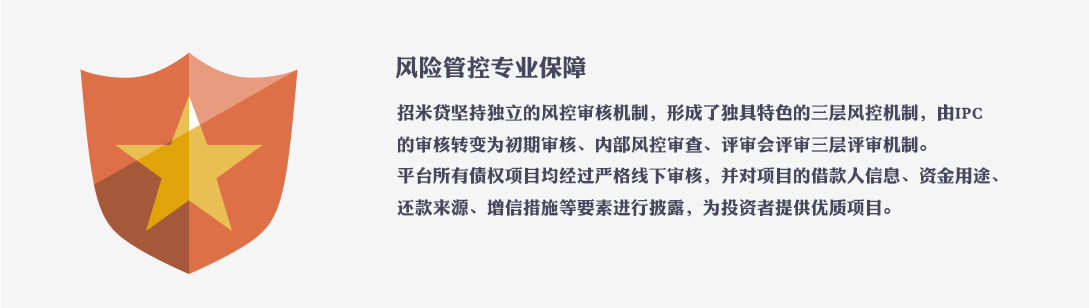 风险管控专业保障
招米贷坚持独立的风控审核机制，形成了独具特色的三层风控机制，由IPC
的审核转变为初期审核、内部风控审查、评审会评审三层评审机制。
平台所有债权项目均经过严格线下审核，并对项目的借款人信息、资金用途、
还款来源、增信措施等要素进行披露，为投资者提供优质项目。